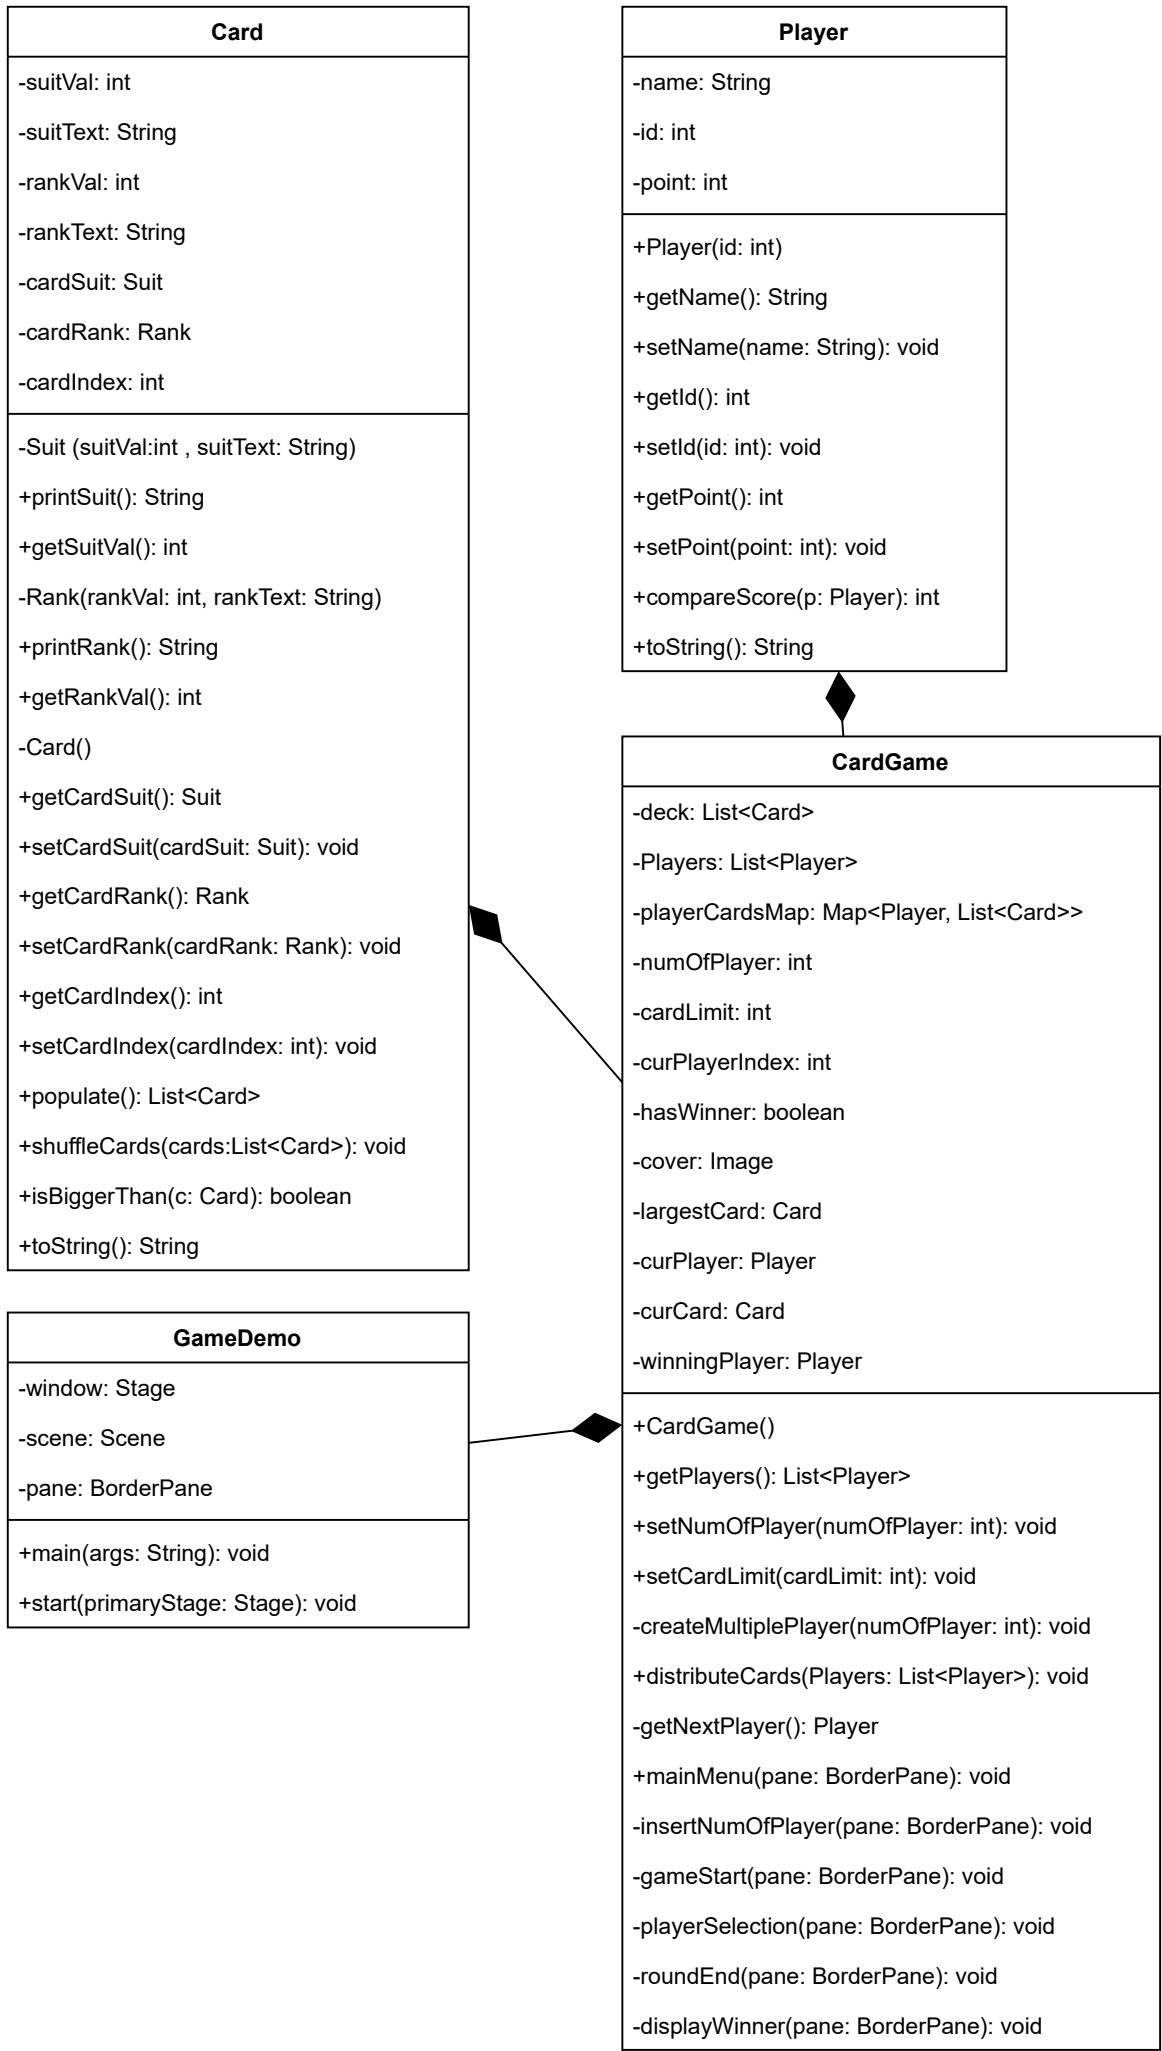 Card
-suitVal: int
-suitText: String
-rankVal: int
-rankText: String
-cardSuit: Suit
-cardRank: Rank
-cardIndex: int
-Suit (suitVal:int , suitText: String)
+printSuit(): String
+getSuitVal(): int
-Rank(rankVal: int, rankText: String)
+printRank(): String
+getRankVal(): int
-Card()
+getCardSuit(): Suit
+setCardSuit(cardSuit: Suit): void
+getCardRank(): Rank
+setCardRank(cardRank: Rank): void
+getCardIndex(): int
+setCardIndex(cardIndex: int): void
+populate(): List<Card>
+shuffleCards(cards:List<Card>): void
+isBiggerThan(c: Card): boolean
+toString(): String
Player
-name: String
-id: int
-point: int
+Player(id: int)
+getName(): String
+setName(name: String): void
+getId(): int
+setId(id: int): void
+getPoint(): int
+setPoint(point: int): void
+compareScore(p: Player): int
+toString(): String
CardGame
-deck: List<Card>
-Players: List<Player>
-playerCardsMap: Map<Player, List<Card>>
-numOfPlayer: int
-cardLimit: int
-curPlayerIndex: int
-hasWinner: boolean
-cover: Image
-largestCard: Card
-curPlayer: Player
-curCard: Card
-winningPlayer: Player
+CardGame()
+getPlayers(): List<Player>
+setNumOfPlayer(numOfPlayer: int): void
+setCardLimit(cardLimit: int): void
-createMultiplePlayer(numOfPlayer: int): void
+distributeCards(Players: List<Player>): void
-getNextPlayer(): Player
+mainMenu(pane: BorderPane): void
-insertNumOfPlayer(pane: BorderPane): void
-gameStart(pane: BorderPane): void
-playerSelection(pane: BorderPane): void
-roundEnd(pane: BorderPane): void
-displayWinner(pane: BorderPane): void
GameDemo
-window: Stage
-scene: Scene
-pane: BorderPane
+main(args: String): void
+start(primaryStage: Stage): void